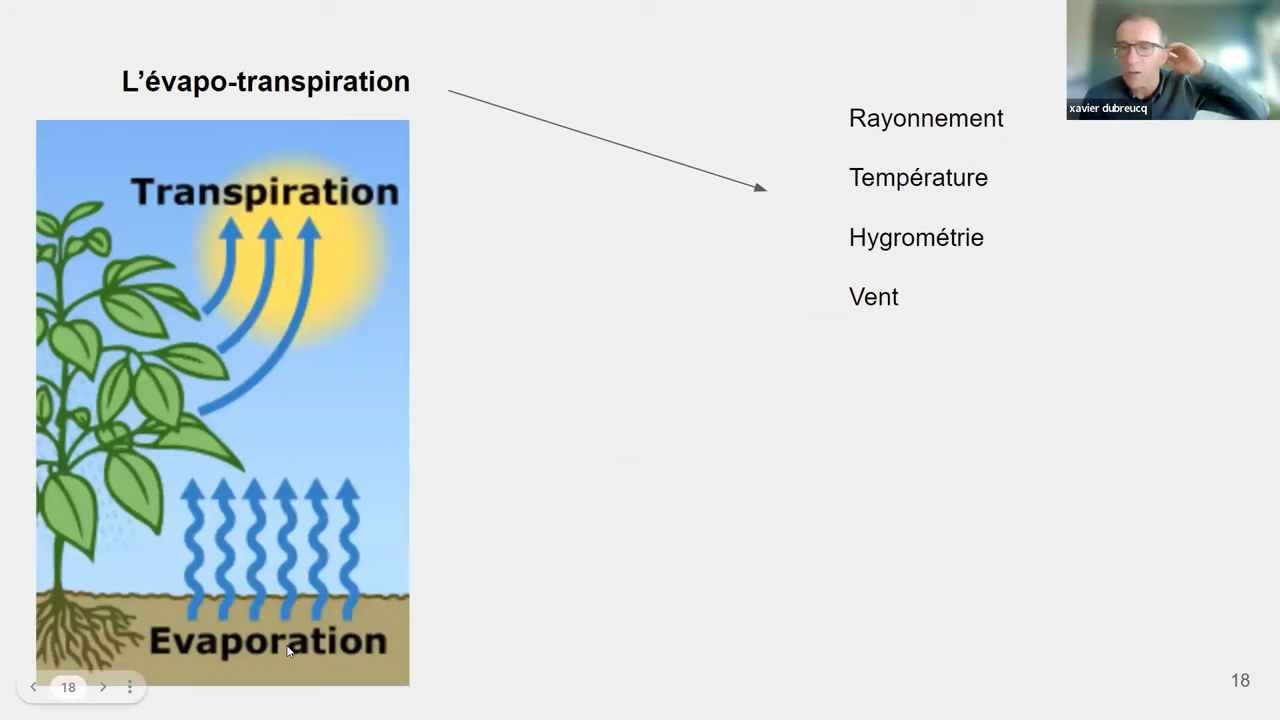 L'évapo-transpiration
Transpiration
Evaporation
Rayonnement
Température
Hygrométrie
Vent
xavier dubreucq
18
18